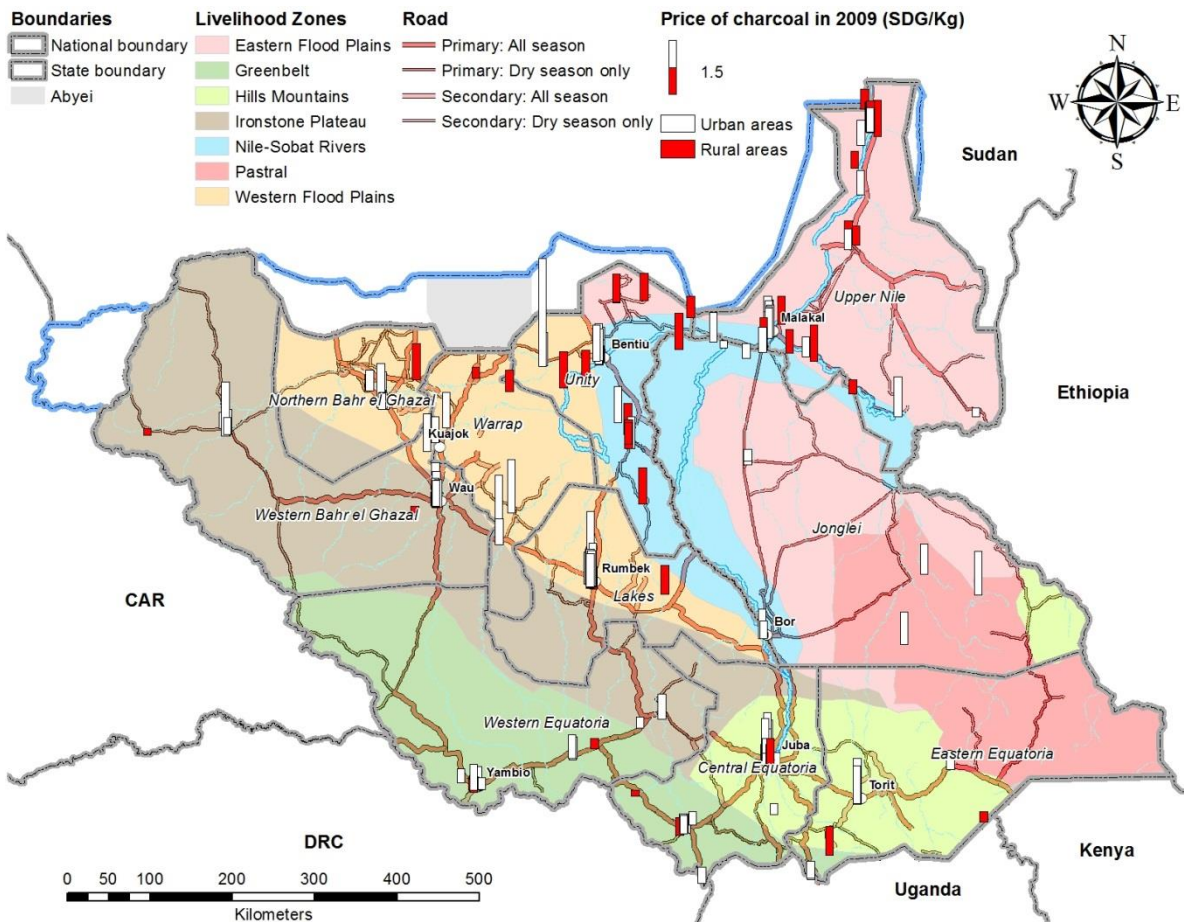 Boundaries
National boundary
State boundary
Abyei
Livelihood Zones
Eastern Flood Plains
Greenbelt
Hills Mountains
Ironstone Plateau
Nile-Sobat Rivers
Pastral
Western Flood Plains
Road
Primary: All season
Primary: Dry season only
Secondary: All season
Secondary: Dry season only
Price of charcoal in 2009 (SDG/Kg)
1.5
Urban areas
Rural areas
N
W E
S
Sudan
Upper Nile
Malakal
Bentiu
Unity
Ethiopia
Northern Bahr el Ghazal
Warrap
Kuajok
Wau
Western Bahr el Ghazal
Jonglei
Rumbek
Lakes
CAR
Bor
Western Equatoria
Juba
Eastern Equatoria
Central Equatoria
Yambio
Torit
DRC
Kenya
Uganda
0 50 100 200 300 400 500
Kilometers